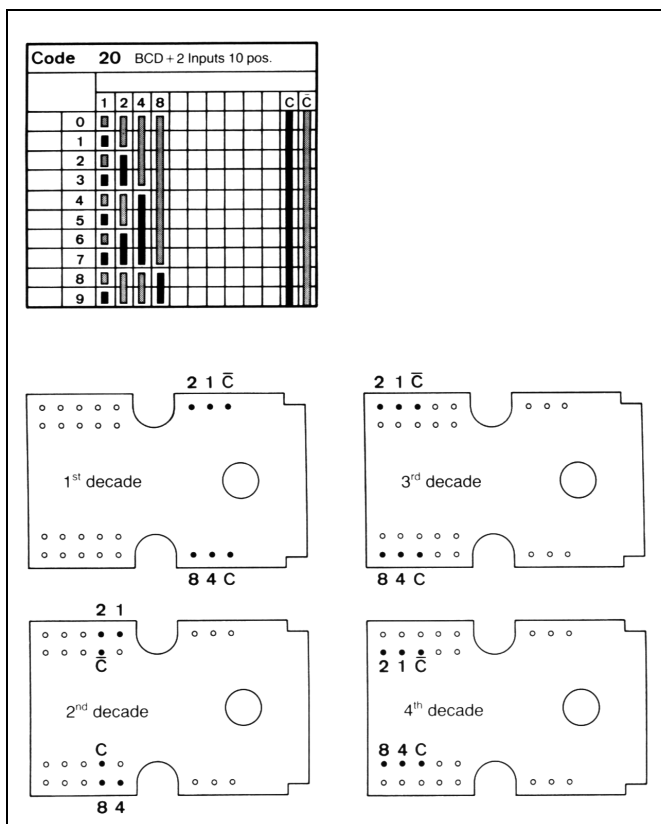 Code 20 BCD + 2 Inputs 10 pos.
1 2 4 8 C C̅
0
1
2
3
4
5
6
7
8
9
2 1 C̅
1st decade
8 4 C
2 1 C̅
3rd decade
8 4 C
2 1
C̅
2nd decade
C
8 4
2 1 C̅
4th decade
8 4 C